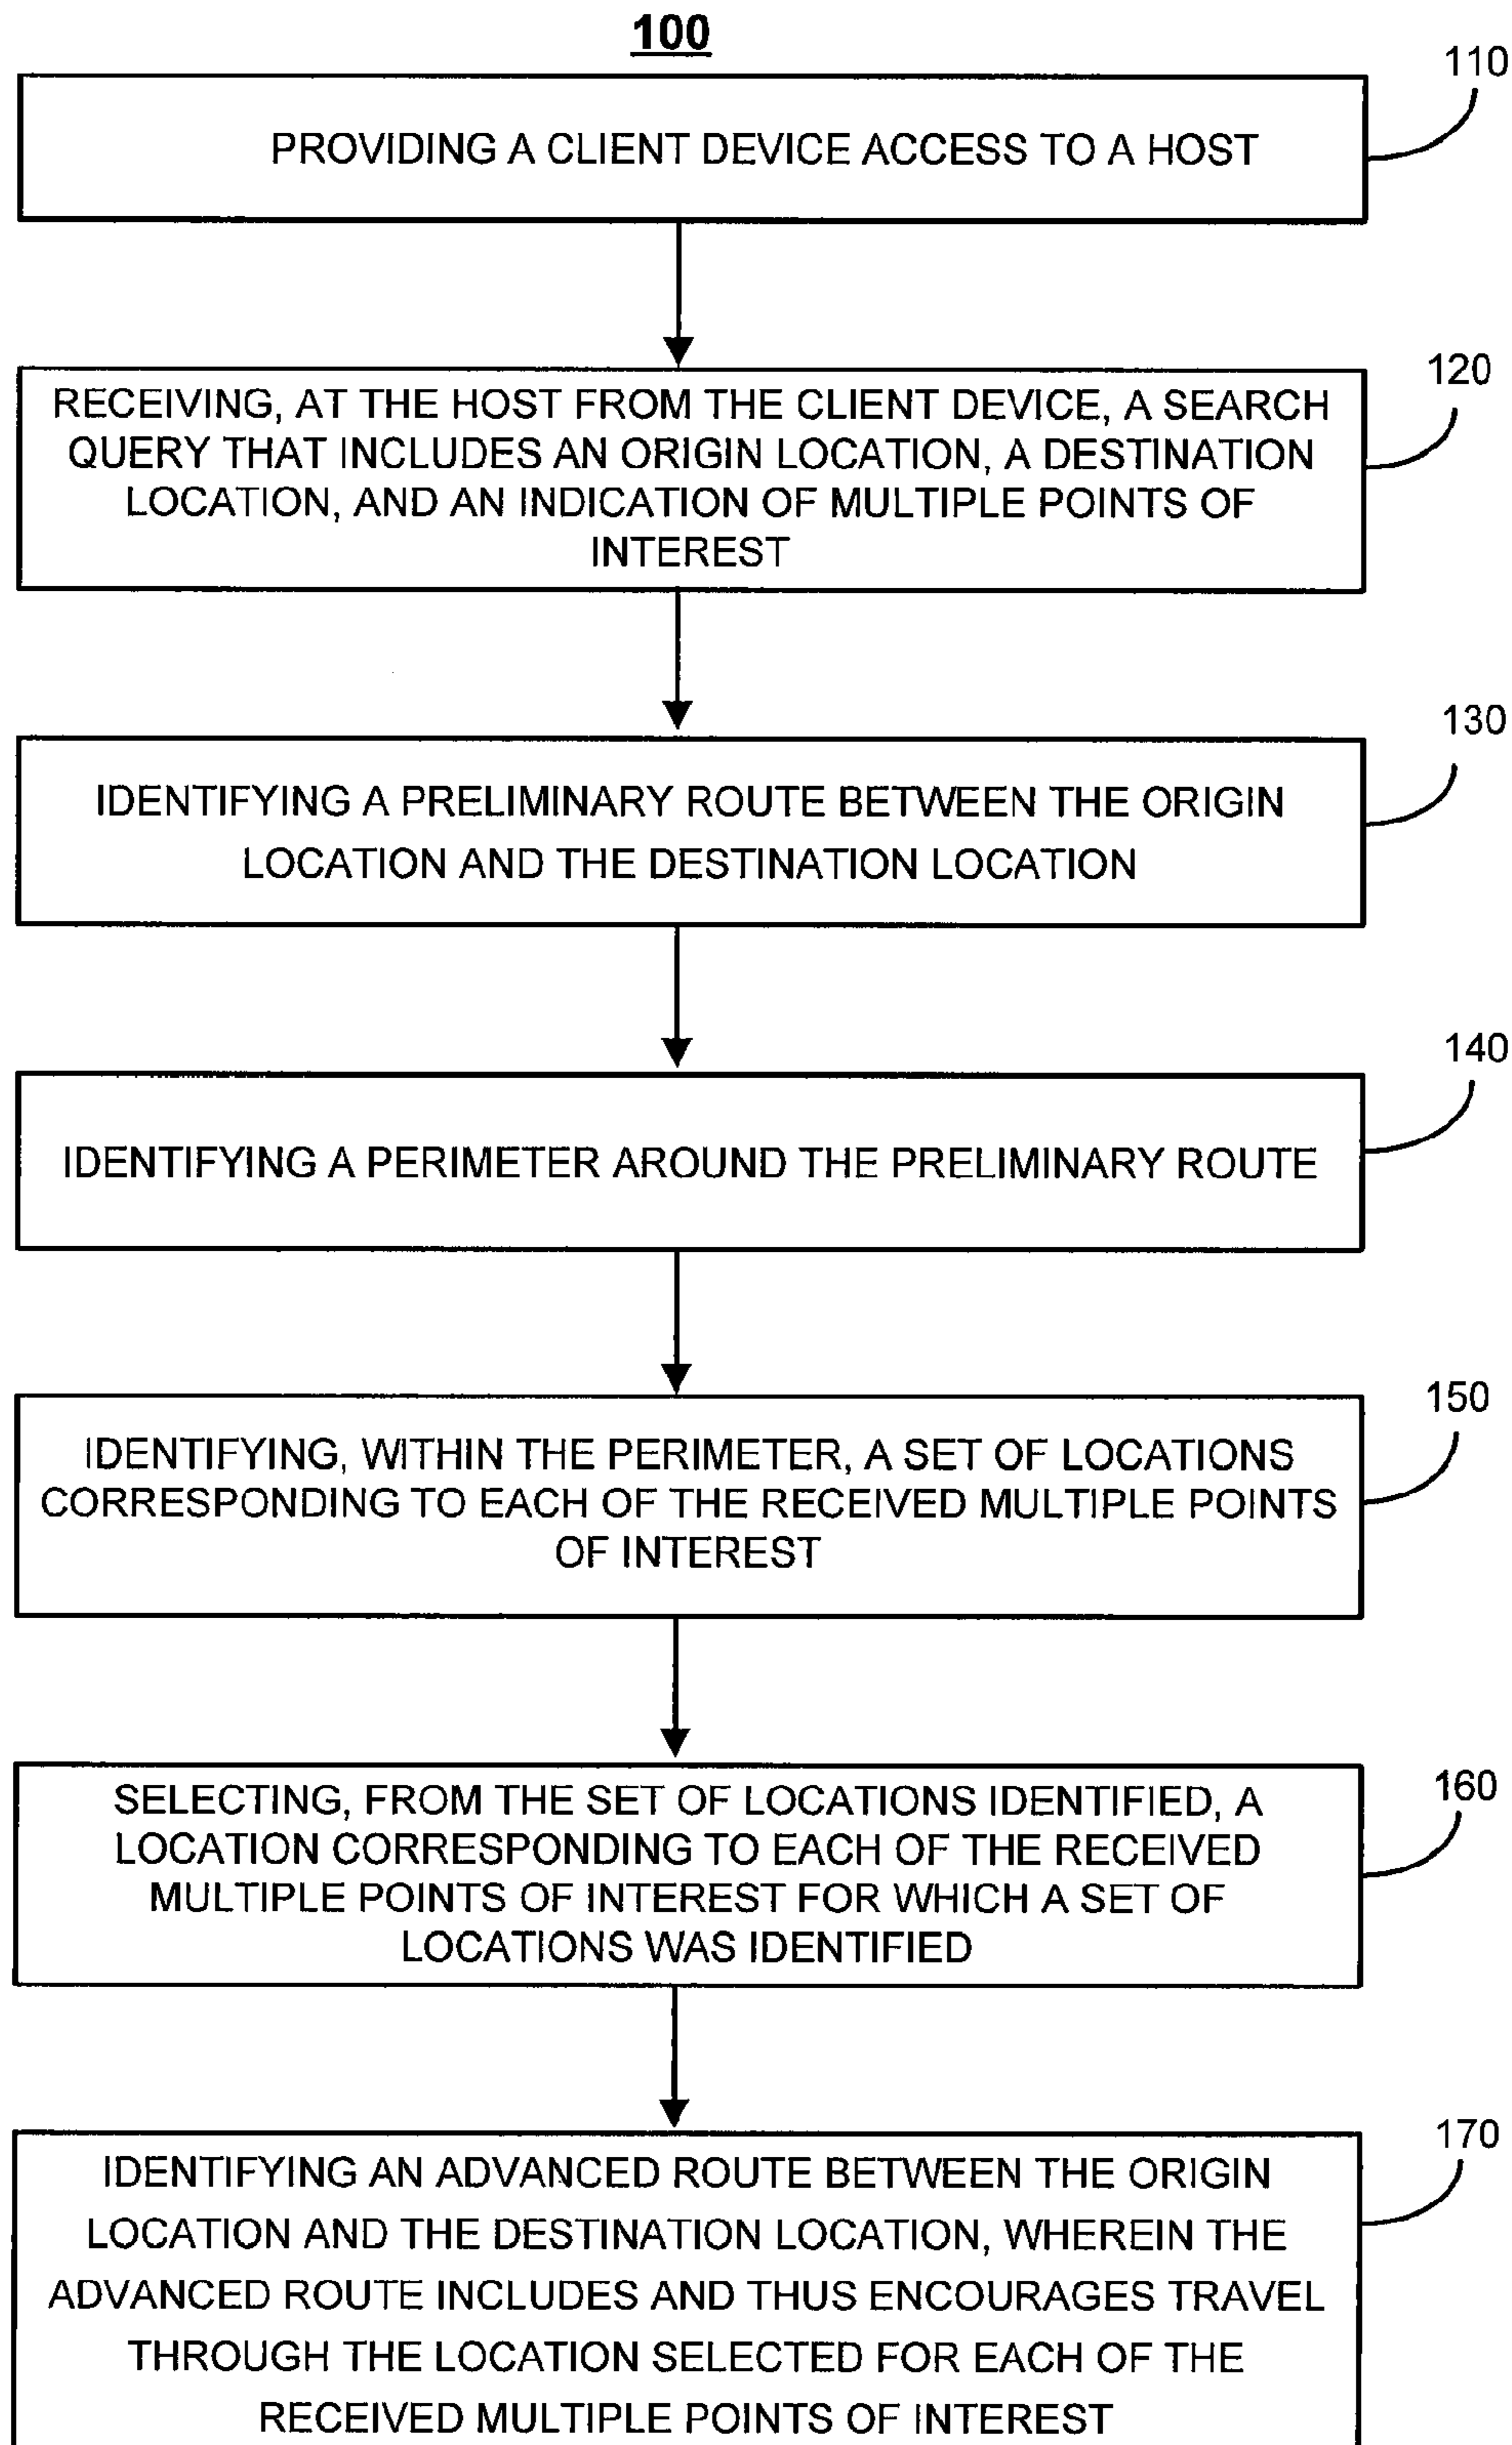 100
110
PROVIDING A CLIENT DEVICE ACCESS TO A HOST
120
RECEIVING, AT THE HOST FROM THE CLIENT DEVICE, A SEARCH
QUERY THAT INCLUDES AN ORIGIN LOCATION, A DESTINATION
LOCATION, AND AN INDICATION OF MULTIPLE POINTS OF
INTEREST
130
IDENTIFYING A PRELIMINARY ROUTE BETWEEN THE ORIGIN
LOCATION AND THE DESTINATION LOCATION
140
IDENTIFYING A PERIMETER AROUND THE PRELIMINARY ROUTE
150
IDENTIFYING, WITHIN THE PERIMETER, A SET OF LOCATIONS
CORRESPONDING TO EACH OF THE RECEIVED MULTIPLE POINTS
OF INTEREST
160
SELECTING, FROM THE SET OF LOCATIONS IDENTIFIED, A
LOCATION CORRESPONDING TO EACH OF THE RECEIVED
MULTIPLE POINTS OF INTEREST FOR WHICH A SET OF
LOCATIONS WAS IDENTIFIED
170
IDENTIFYING AN ADVANCED ROUTE BETWEEN THE ORIGIN
LOCATION AND THE DESTINATION LOCATION, WHEREIN THE
ADVANCED ROUTE INCLUDES AND THUS ENCOURAGES TRAVEL
THROUGH THE LOCATION SELECTED FOR EACH OF THE
RECEIVED MULTIPLE POINTS OF INTEREST